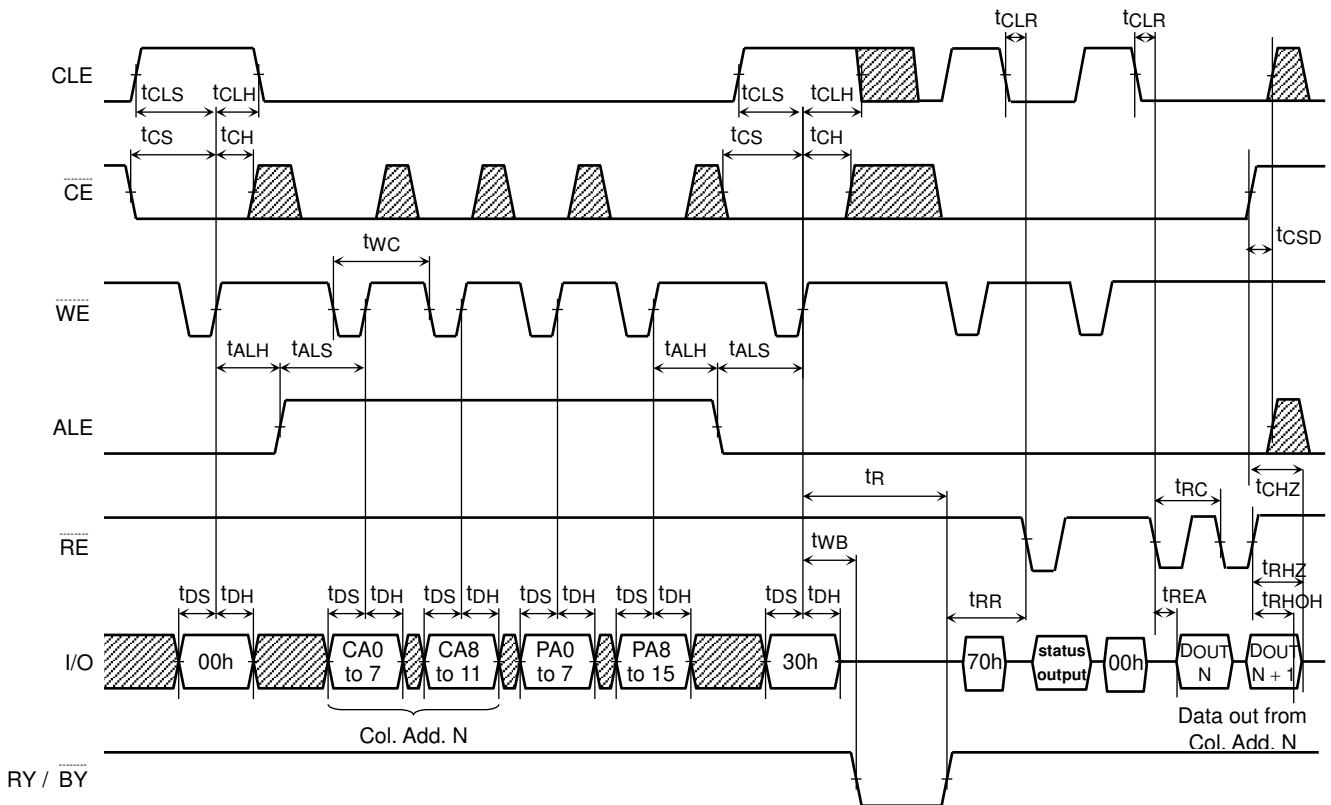 tCLR tCLR
CLE
tCLS tCLH tCLS tCLH
tCS tCH tCS tCH
CE
tCSD
tWC
WE
tALH tALS tALH tALS
ALE
tR tRC tCHZ
RE
tWB
tRHZ
tDS tDH tDS tDH tDS tDH tDS tDH tDS tDH tDS tDH tRR tREA tRHOH
I/O
00h
CA0
to 7
CA8
to 11
PA0
to 7
PA8
to 15
30h
70h
status
output
00h
DOUT
N
DOUT
N + 1
Col. Add. N
Data out from
Col. Add. N
RY / BY